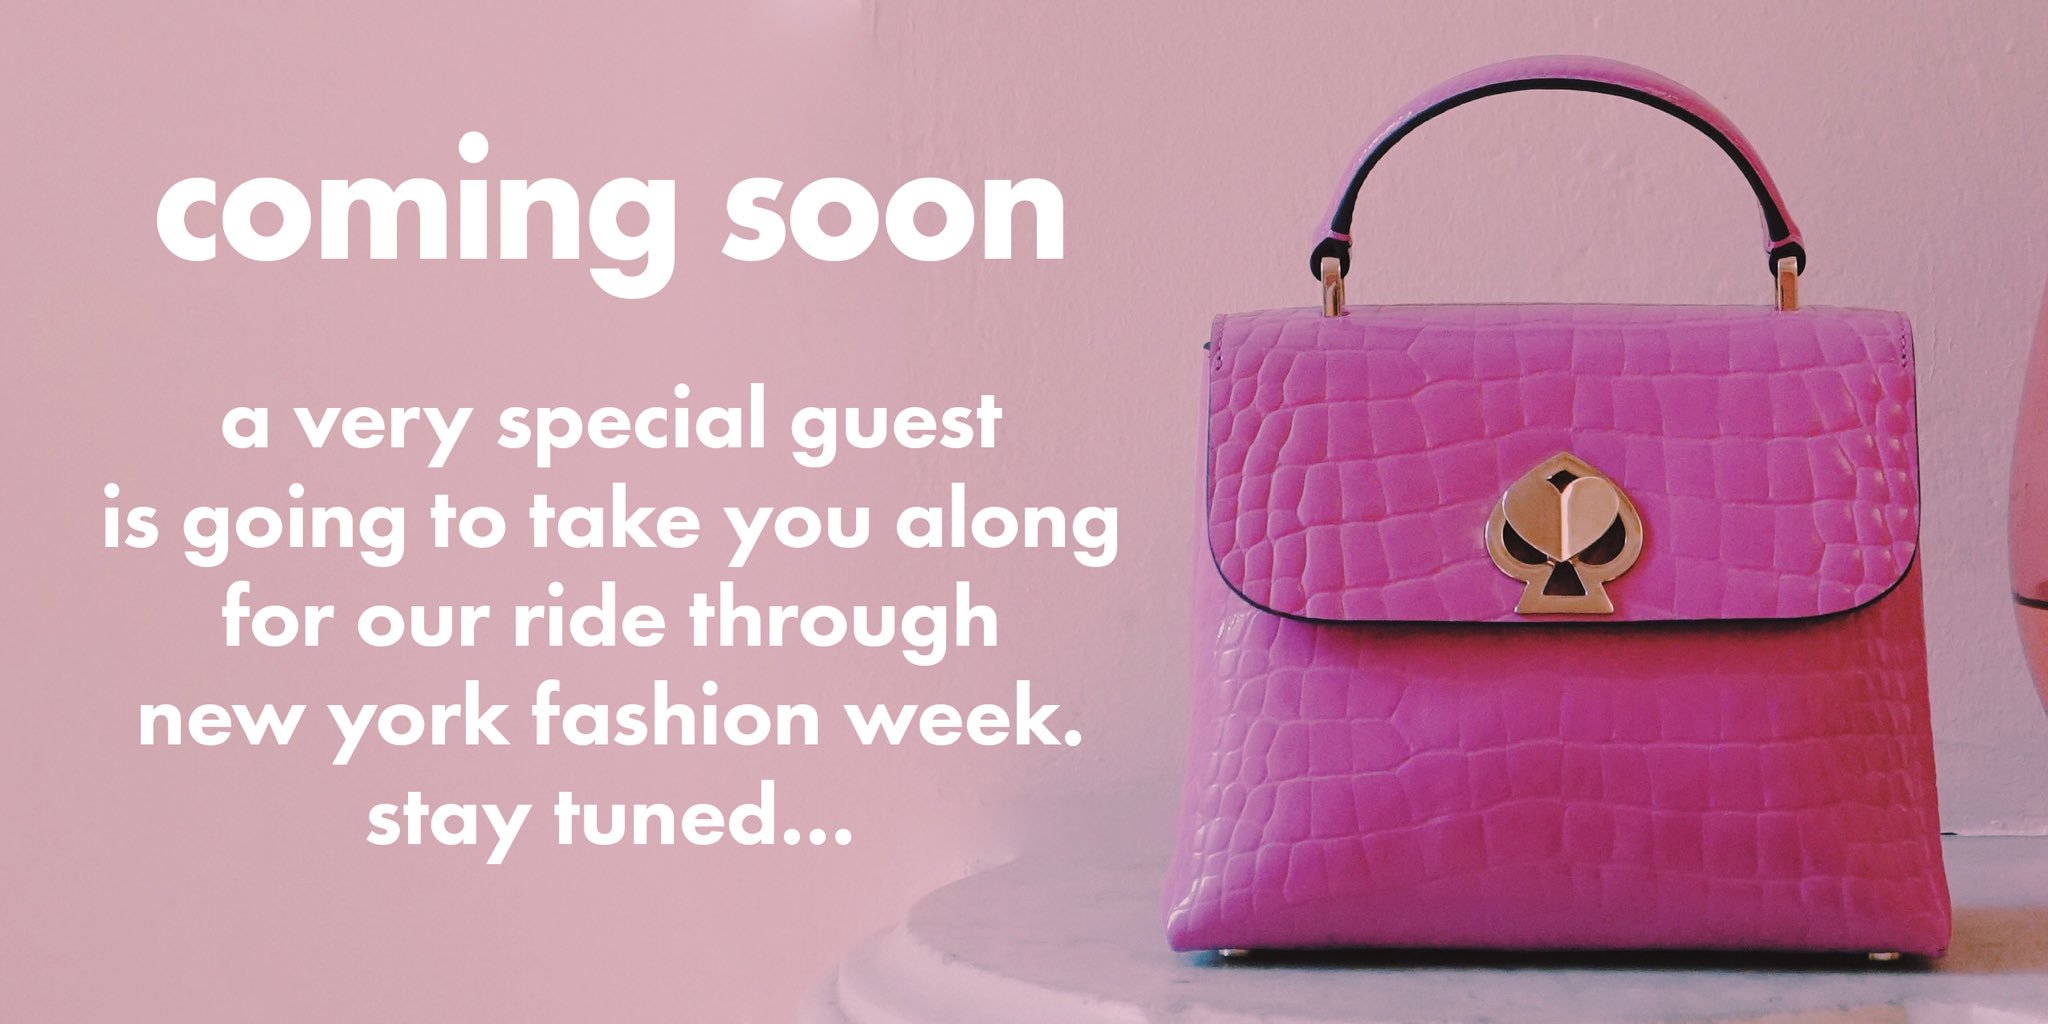 coming soon
a very special guest
is going to take you along
for our ride through
new york fashion week.
stay tuned...